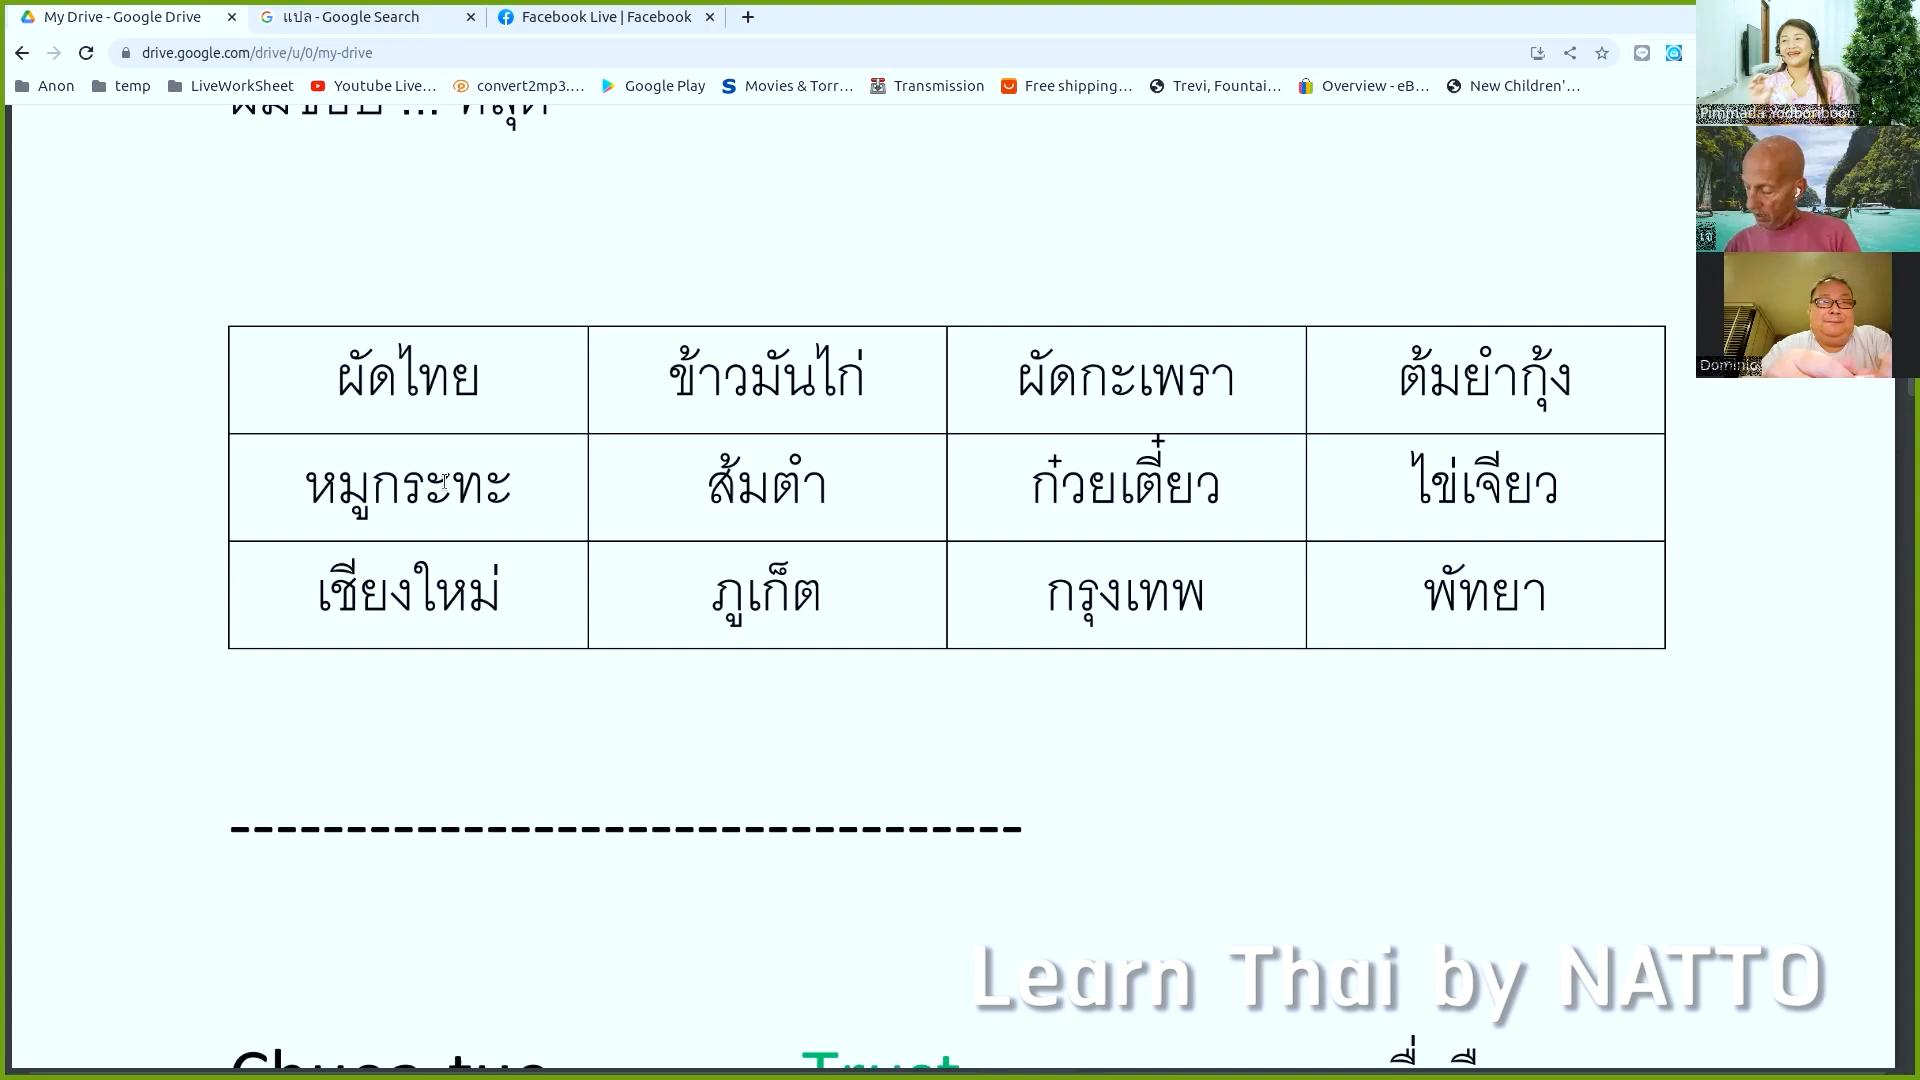 My Drive - Google Drive
แปล - Google Search
Facebook Live | Facebook
drive.google.com/drive/u/0/my-drive
Anon
temp
LiveWorkSheet
Youtube Live...
convert2mp3....
Google Play
Movies & Torr...
Transmission
Free shipping...
Trevi, Fountai...
Overview - eB...
New Children'...
ผัดไทย ข้าวมันไก่ ผัดกะเพรา ต้มยำกุ้ง
หมูกระทะ ส้มตำ ก๋วยเตี๋ยว ไข่เจียว
เชียงใหม่ ภูเก็ต กรุงเทพ พัทยา
---------------------------------
Learn Thai by NATTO
Trust